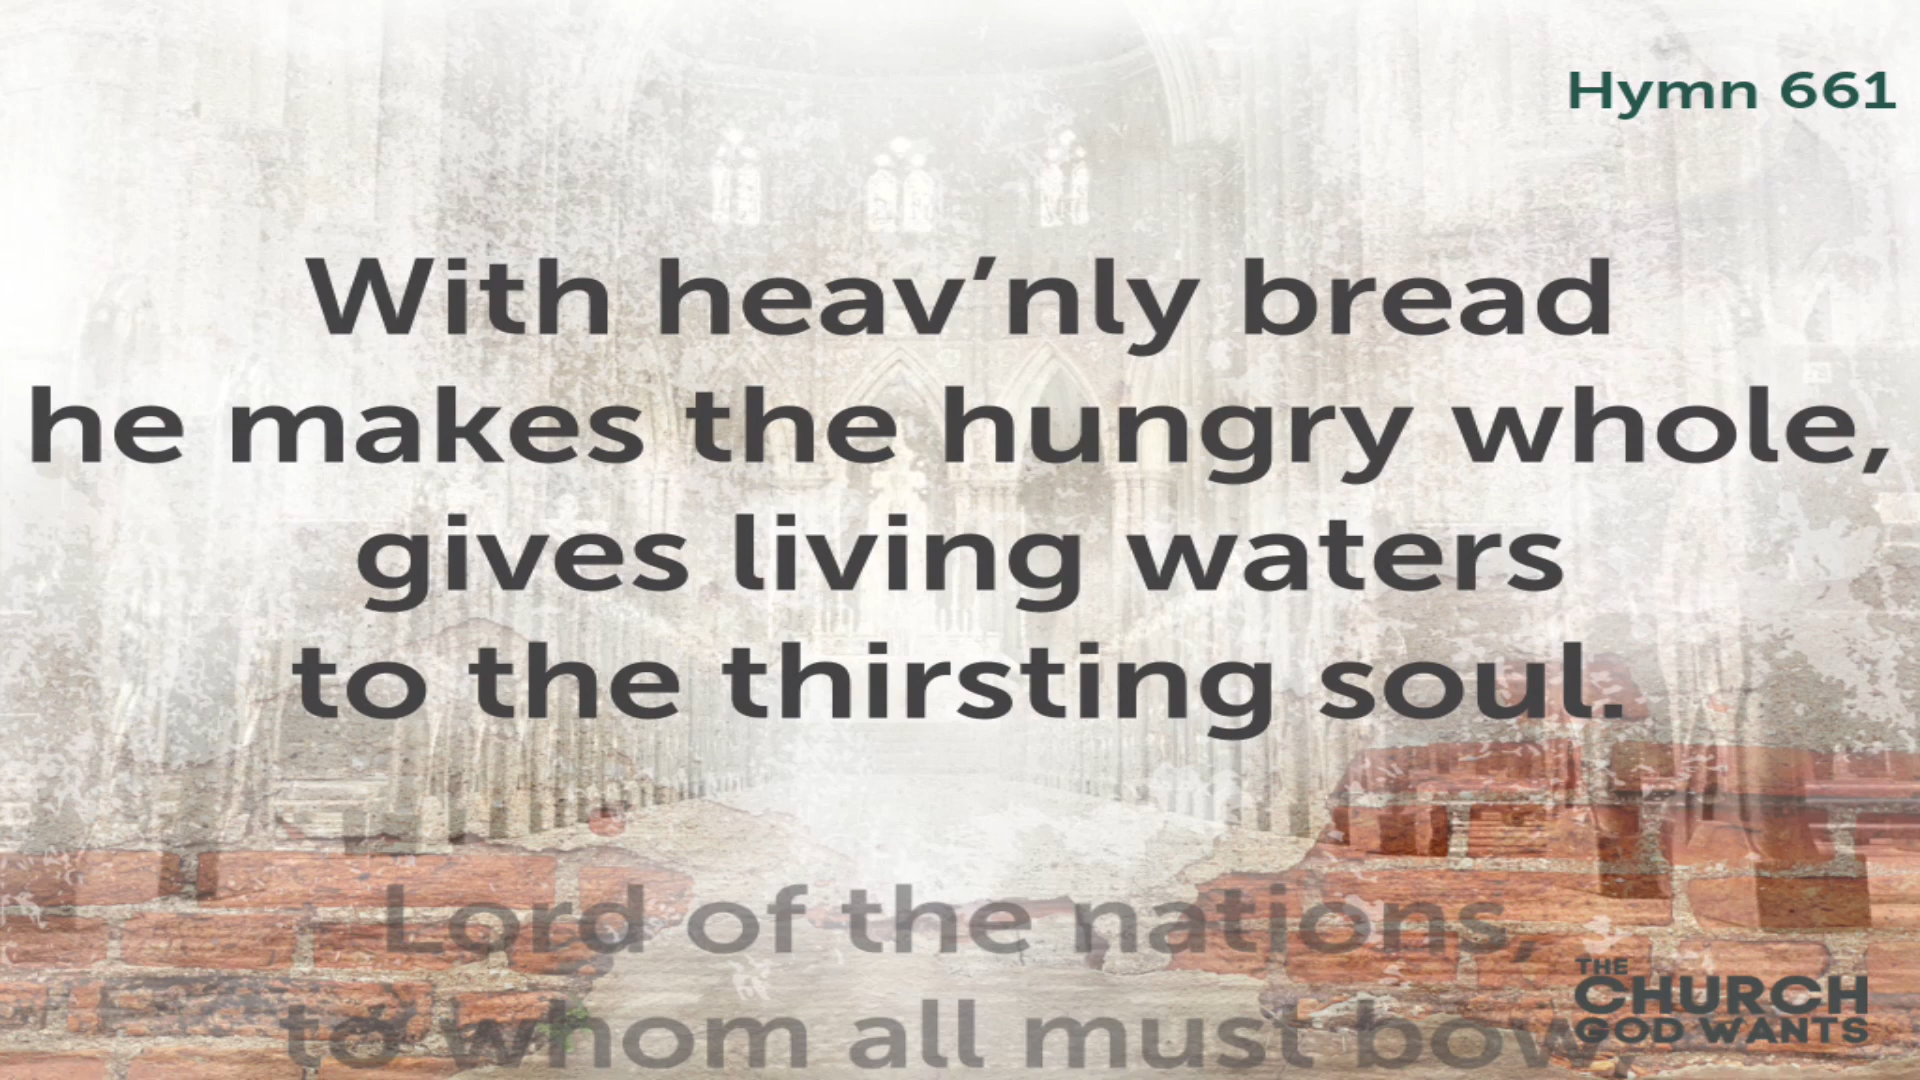 Hymn 661
With heav’nly bread
he makes the hungry whole,
gives living waters
to the thirsting soul.
Lord of the nations,
to whom all must bow,
THE
CHURCH
GOD WANTS